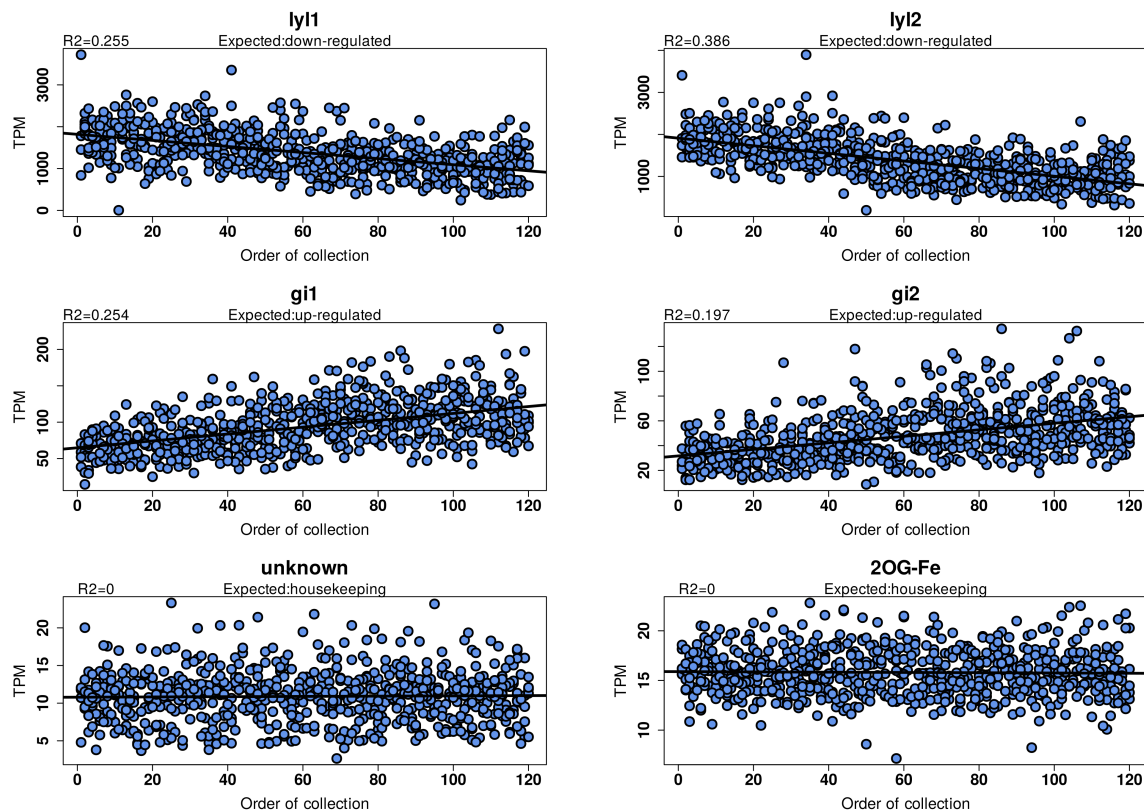 lyl1
R2=0.255 Expected:down-regulated
TPM
3000
1000
0
0 20 40 60 80 100 120
Order of collection
lyl2
R2=0.386 Expected:down-regulated
TPM
3000
1000
0 20 40 60 80 100 120
Order of collection
gi1
R2=0.254 Expected:up-regulated
TPM
200
100
50
0 20 40 60 80 100 120
Order of collection
gi2
R2=0.197 Expected:up-regulated
TPM
100
60
20
0 20 40 60 80 100 120
Order of collection
unknown
R2=0 Expected:housekeeping
TPM
20
15
10
5
0 20 40 60 80 100 120
Order of collection
2OG-Fe
R2=0 Expected:housekeeping
TPM
20
15
10
0 20 40 60 80 100 120
Order of collection